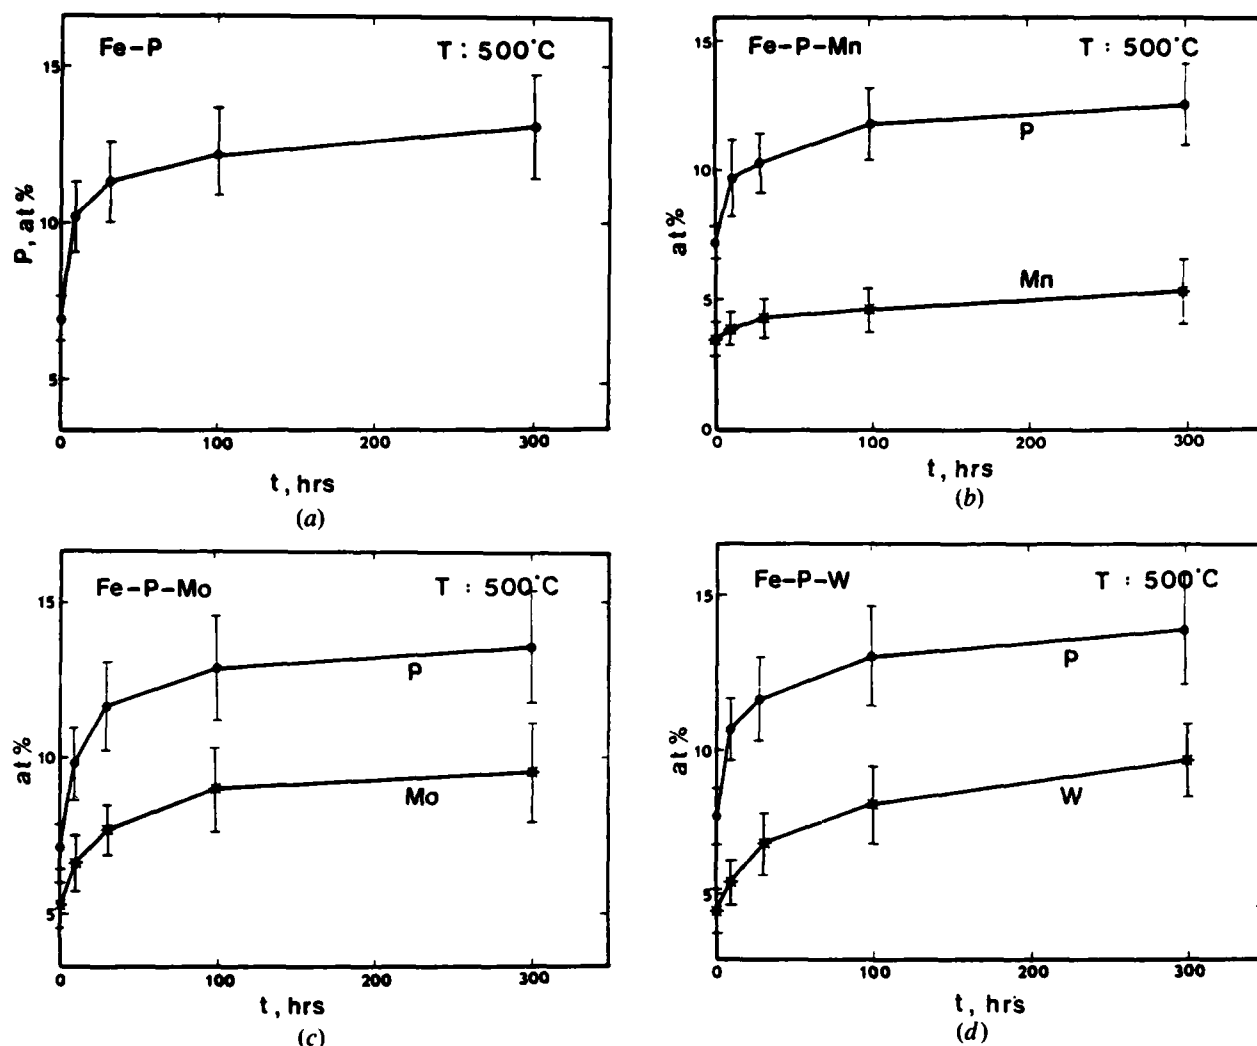 Fe-P
T : 500°C
15
10
5
P, at %
0
100
200
300
t, hrs
(a)
Fe-P-Mn
T : 500°C
15
10
5
0
at %
P
Mn
0
100
200
300
t, hrs
(b)
Fe-P-Mo
T : 500°C
15
10
5
at %
P
Mo
0
100
200
300
t, hrs
(c)
Fe-P-W
T : 500°C
15
10
5
at %
P
W
0
100
200
300
t, hrs
(d)